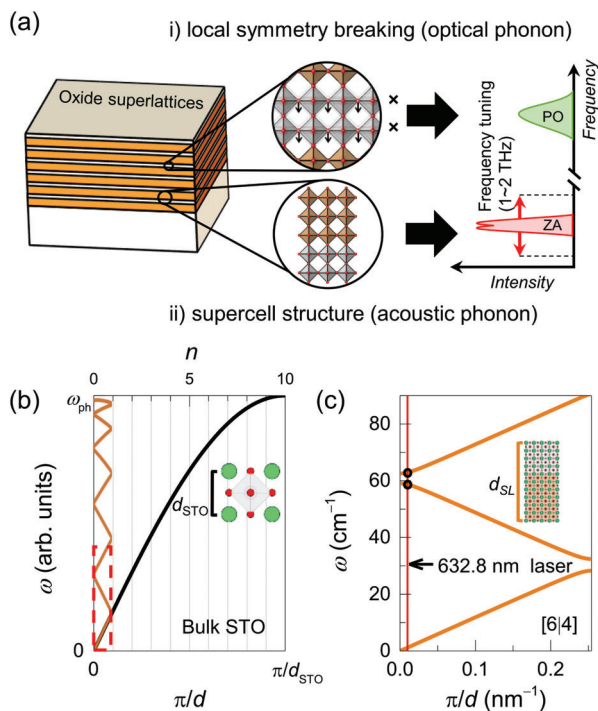 (a)
i) local symmetry breaking (optical phonon)
Oxide superlattices
Frequency tuning
(1~2 THz)
Frequency
PO
ZA
Intensity
ii) supercell structure (acoustic phonon)
(b)
n
0 5 10
ω (arb. units)
ωph
0
dSTO
Bulk STO
0 π/dSTO
π/d
(c)
ω (cm⁻¹)
80
60
40
20
0
dSL
632.8 nm laser
[6|4]
0.0 0.1 0.2
π/d (nm⁻¹)